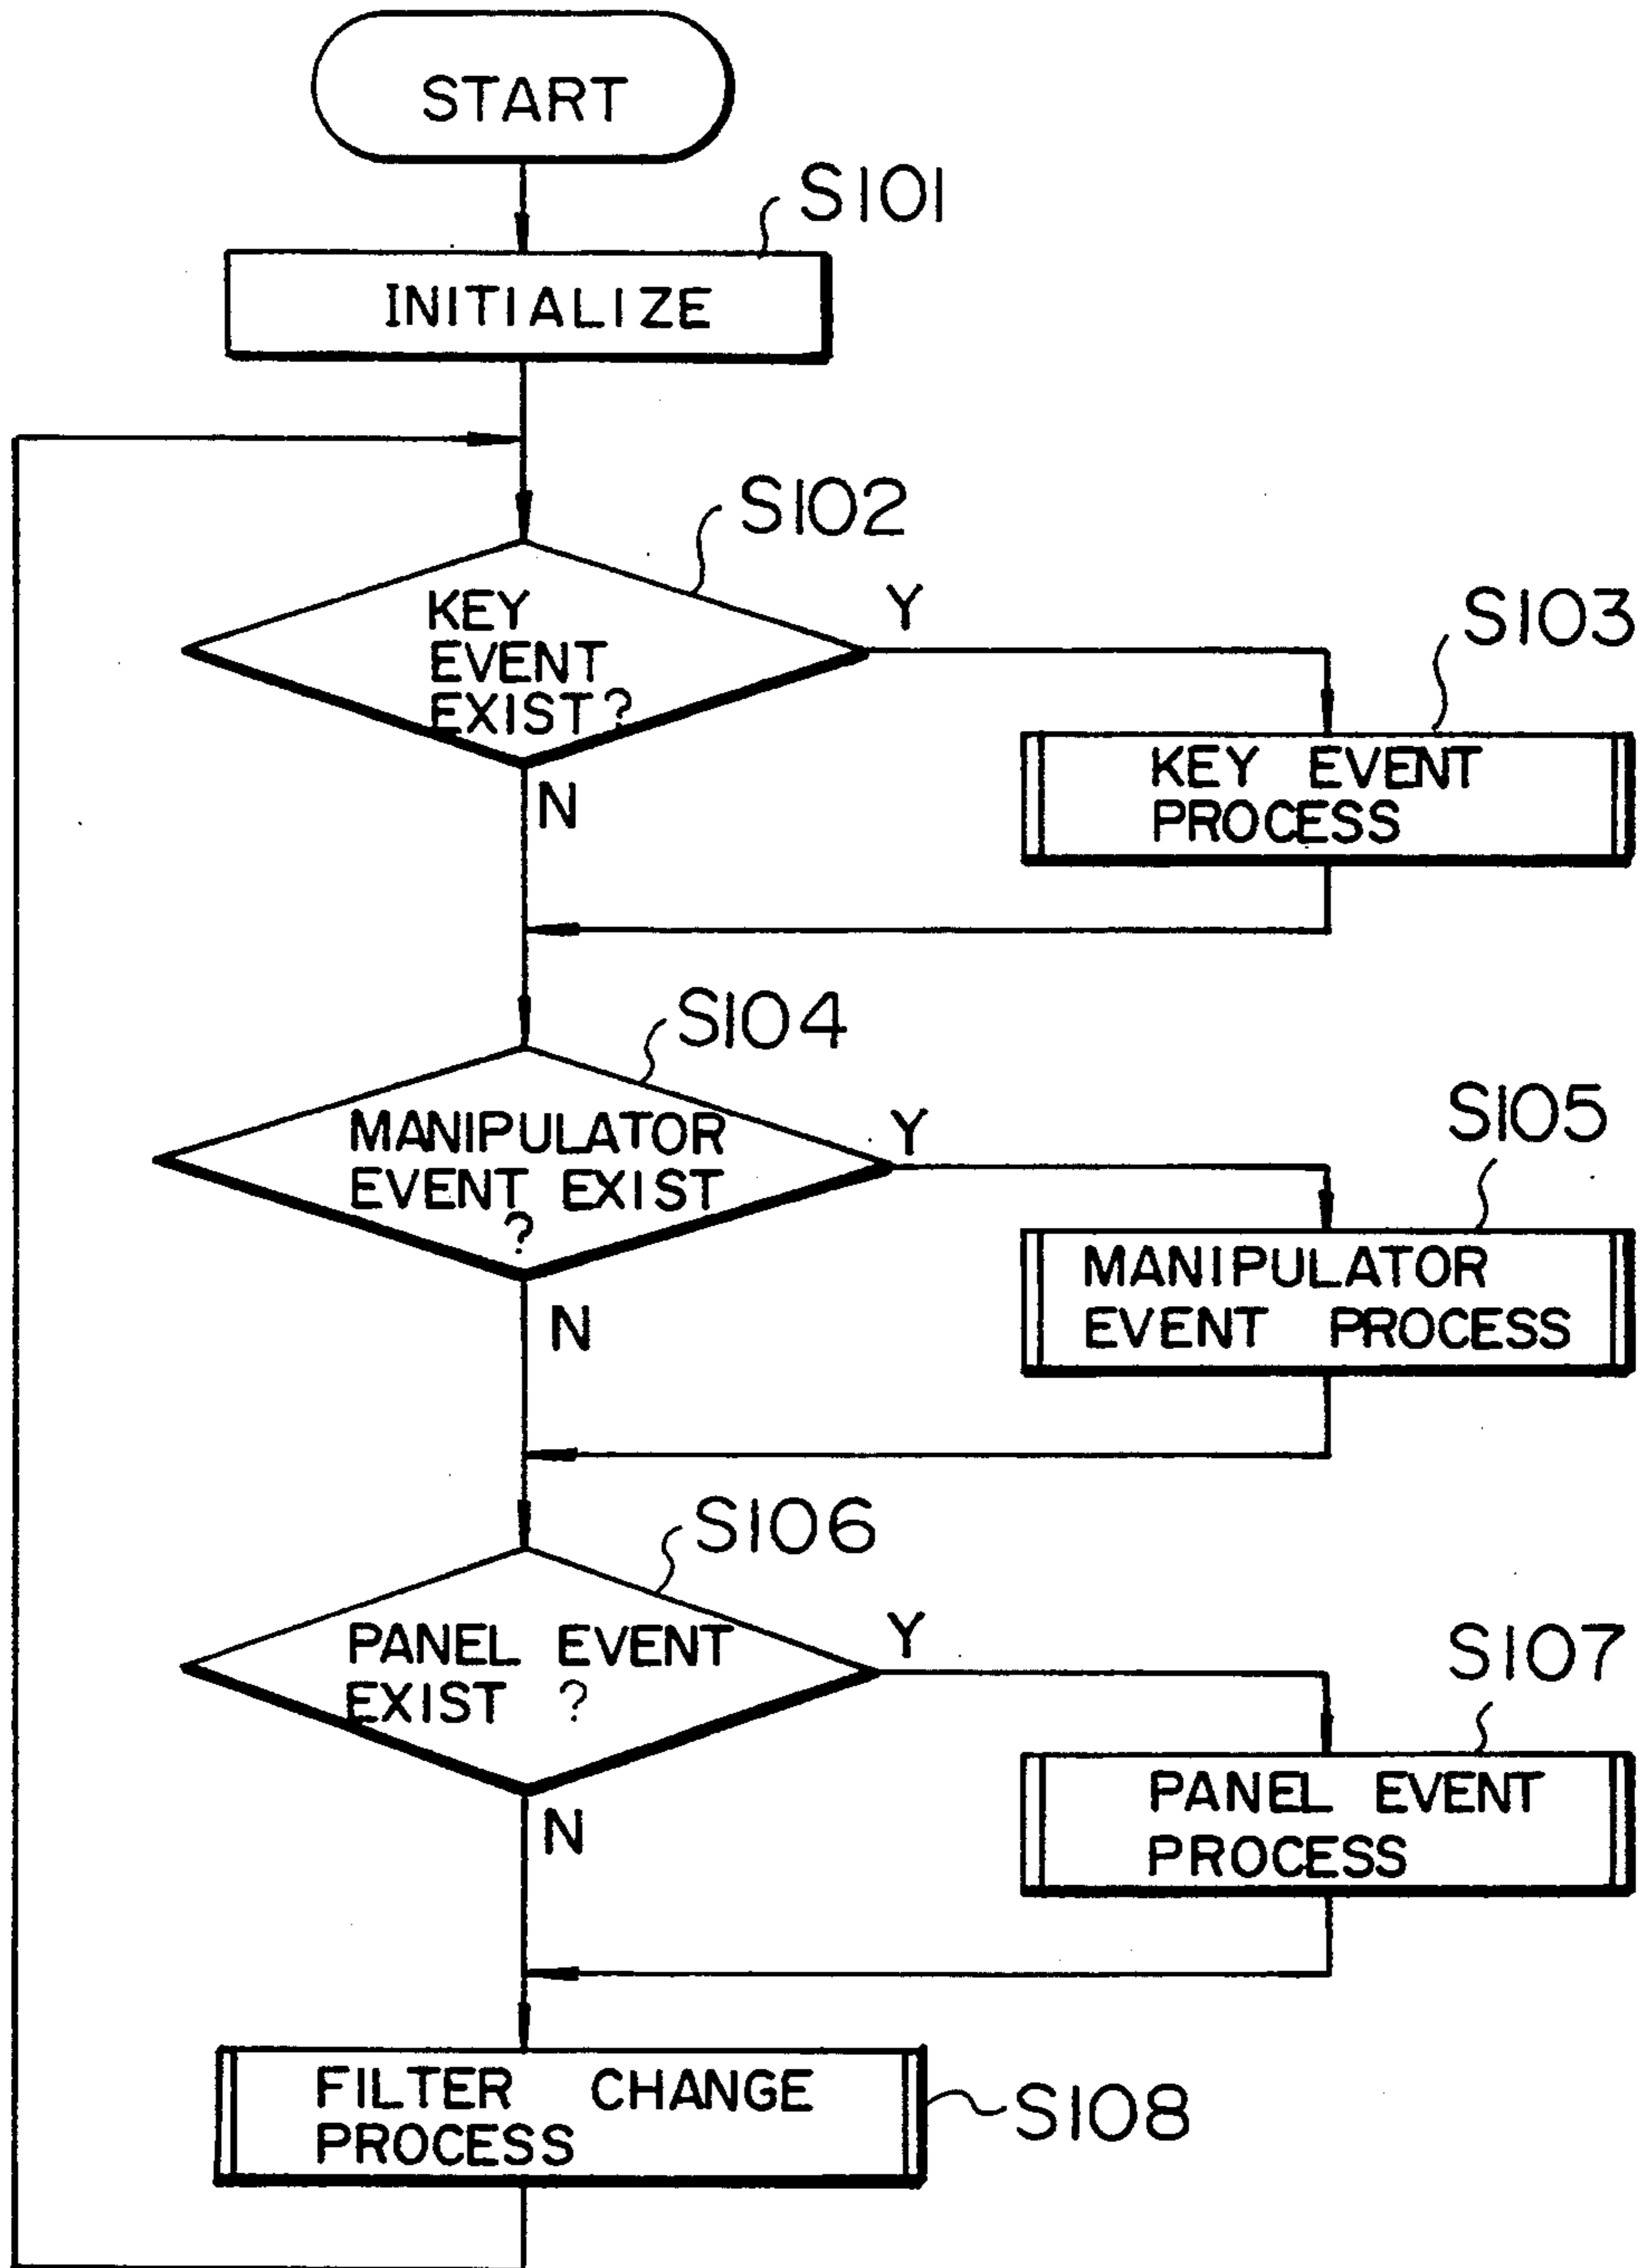 START
S101
INITIALIZE
S102
KEY
EVENT
EXIST?
Y
S103
KEY EVENT
PROCESS
N
S104
MANIPULATOR
EVENT EXIST
?
Y
S105
MANIPULATOR
EVENT PROCESS
N
S106
PANEL EVENT
EXIST ?
Y
S107
PANEL EVENT
PROCESS
N
FILTER CHANGE
PROCESS
S108